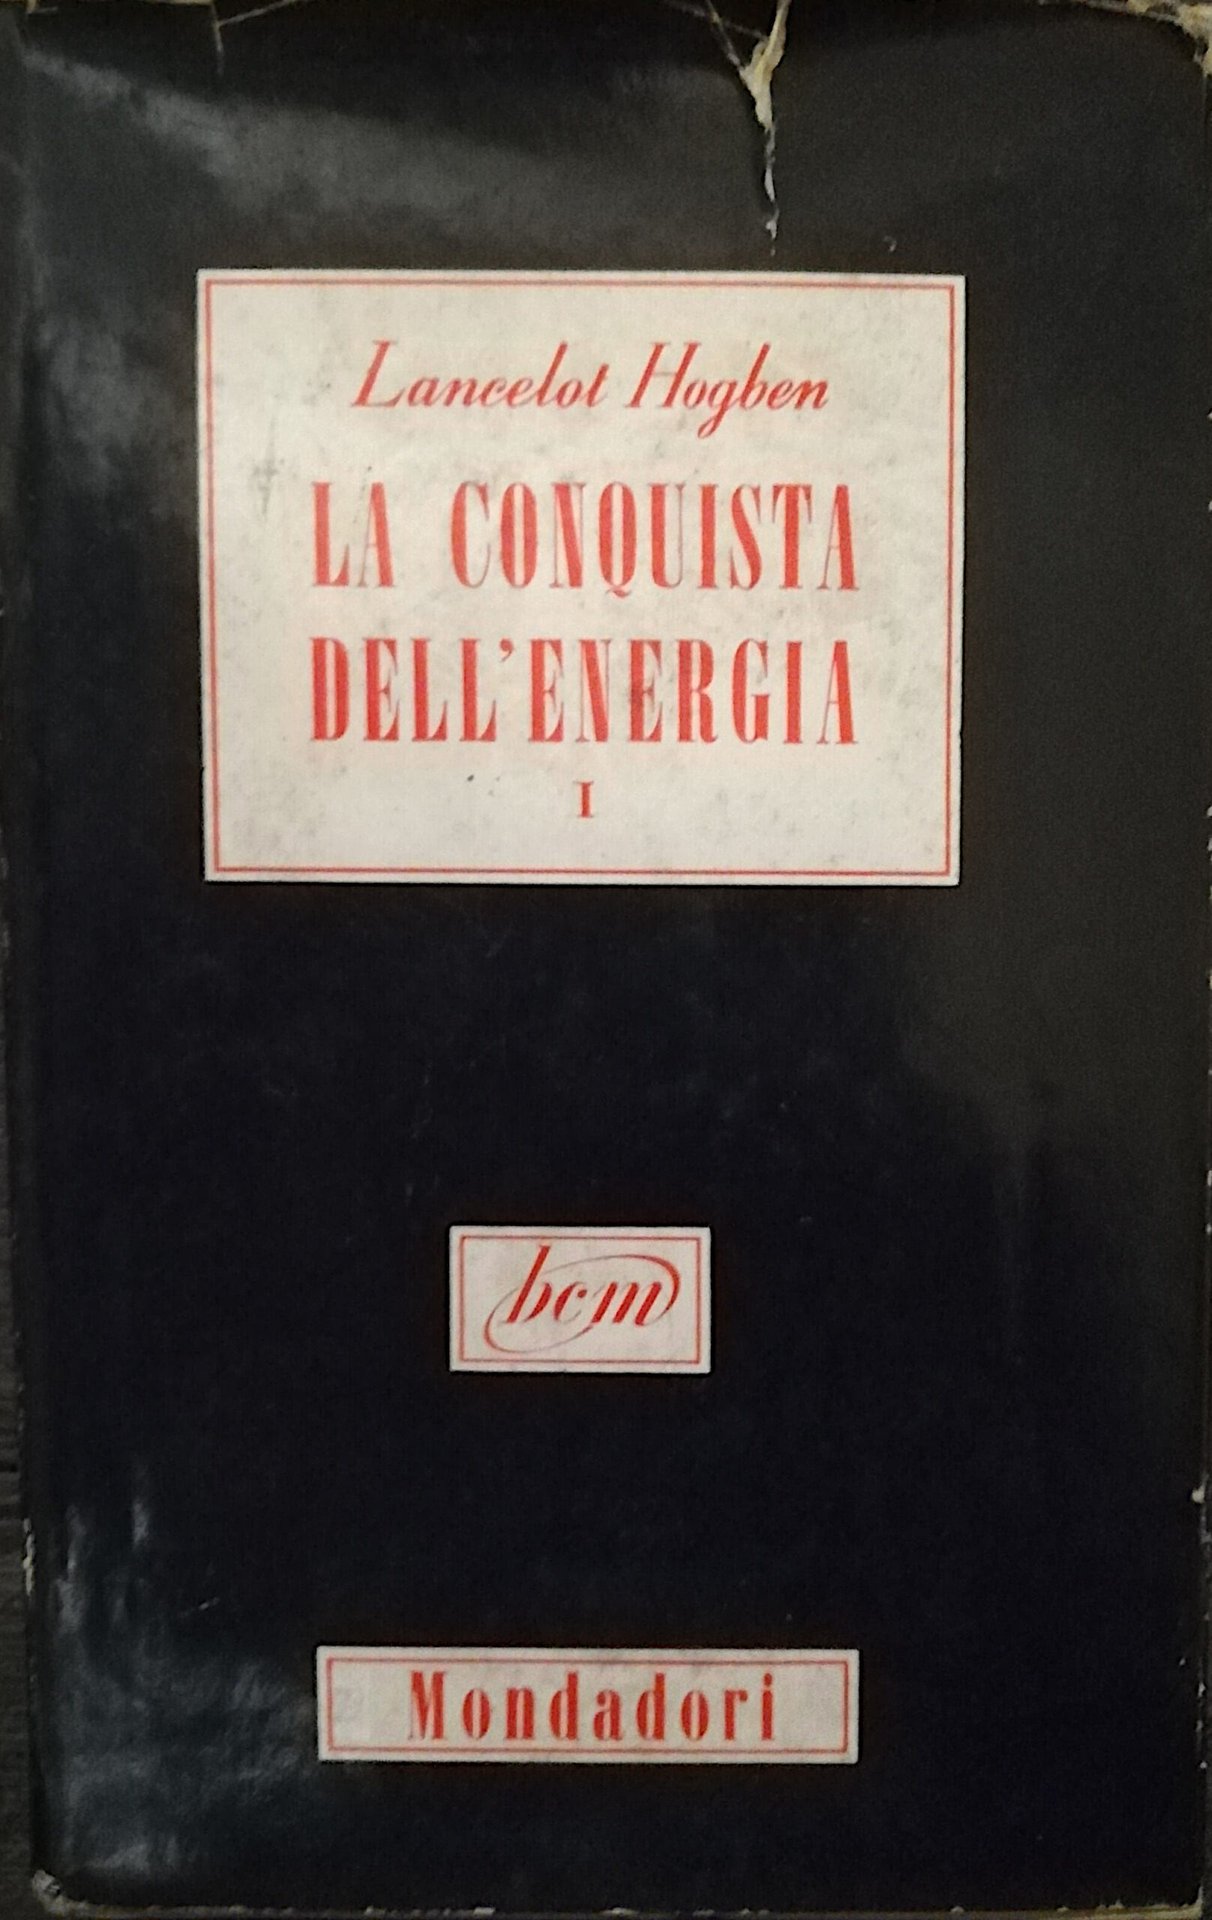 Lancelot Hogben
LA CONQUISTA
DELL'ENERGIA
I
bcm
Mondadori